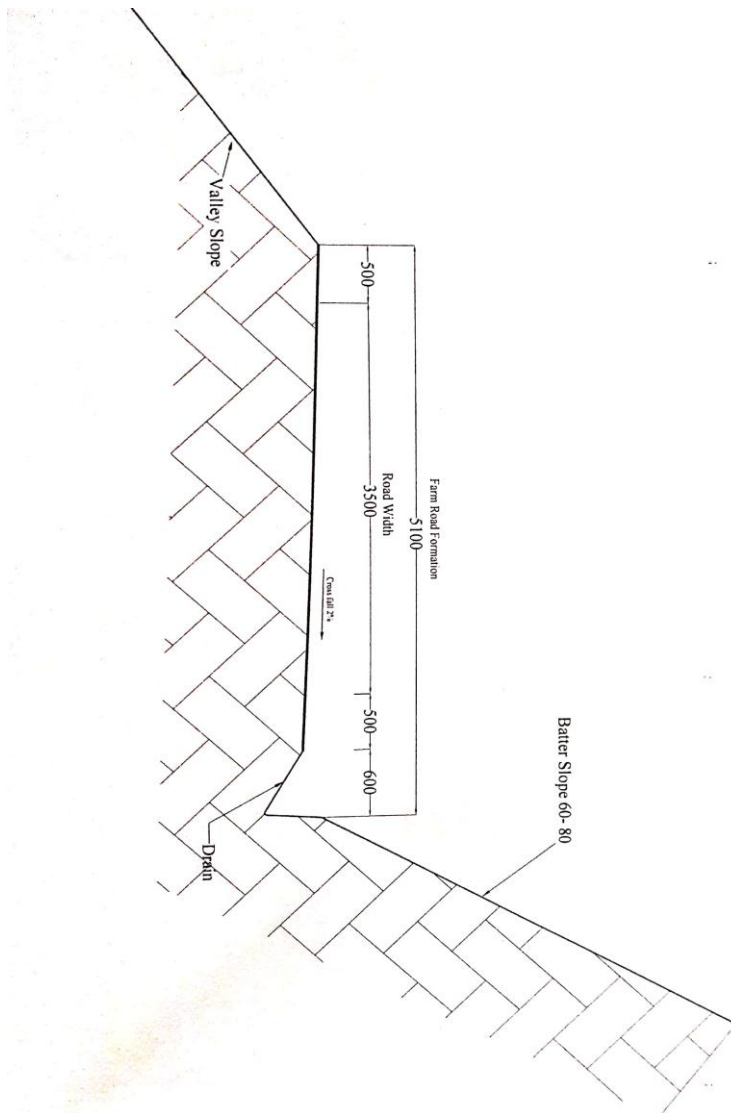 Farm Road Formation
5100
Road Width
500
3500
500
600
Cross fall 2%
Valley Slope
Drain
Batter Slope 60- 80